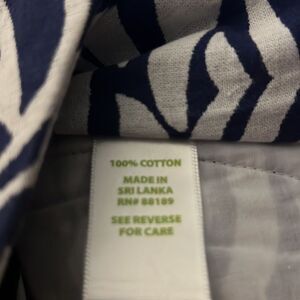 100% COTTON
MADE IN
SRI LANKA
RN# 88189
SEE REVERSE
FOR CARE